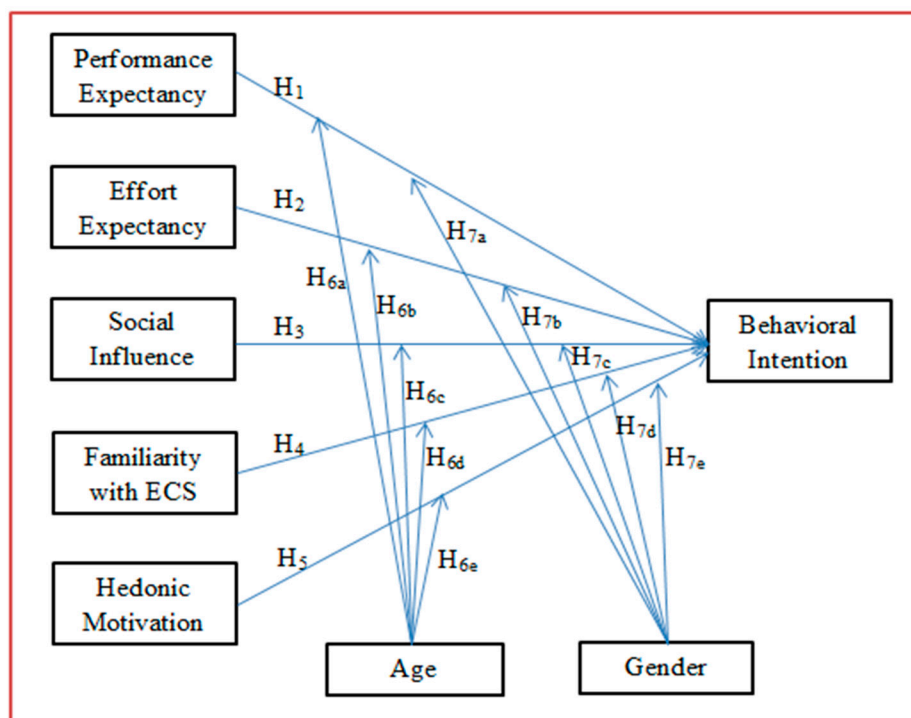 Performance
Expectancy
H1
Effort
Expectancy
H2
H7a
H6a
H6b
H7b
Social
Influence
H3
Behavioral
Intention
H7c
H6c
H7d
Familiarity
with ECS
H4
H6d
H7e
Hedonic
Motivation
H5
H6e
Age
Gender